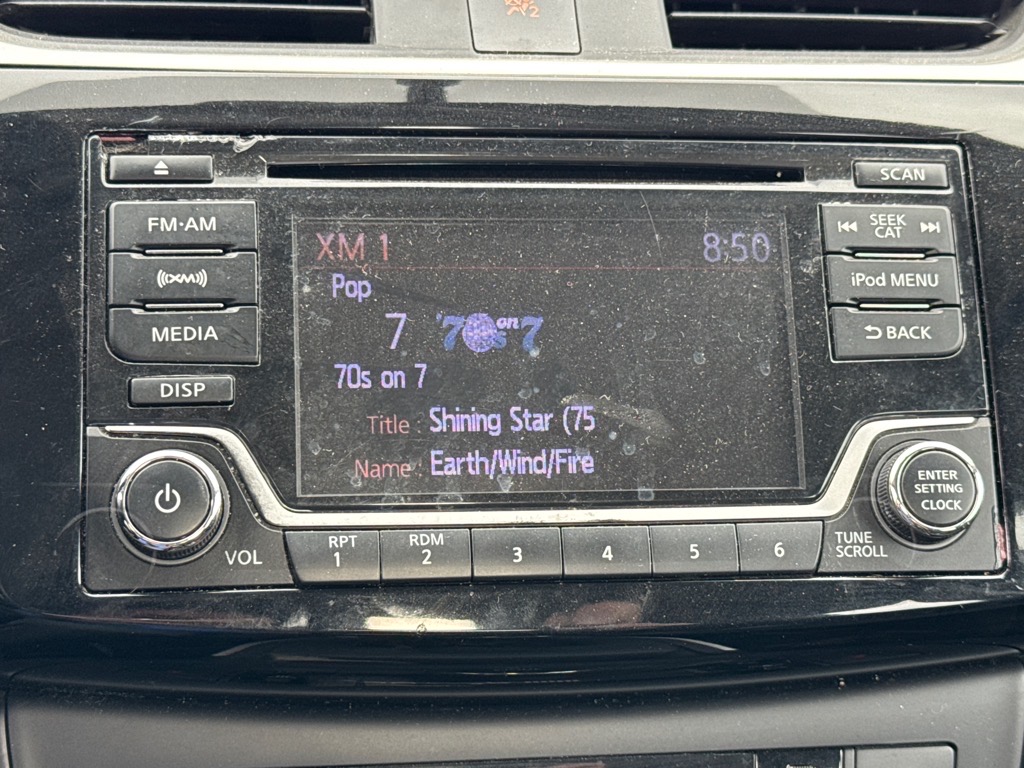 2
SCAN
FM·AM
SEEK
CAT
XM
iPod MENU
MEDIA
BACK
DISP
XM 1
8:50
Pop
7
'70s on 7
70s on 7
Title : Shining Star (75
Name : Earth/Wind/Fire
VOL
RPT
1
RDM
2
3
4
5
6
TUNE
SCROLL
ENTER
SETTING
CLOCK